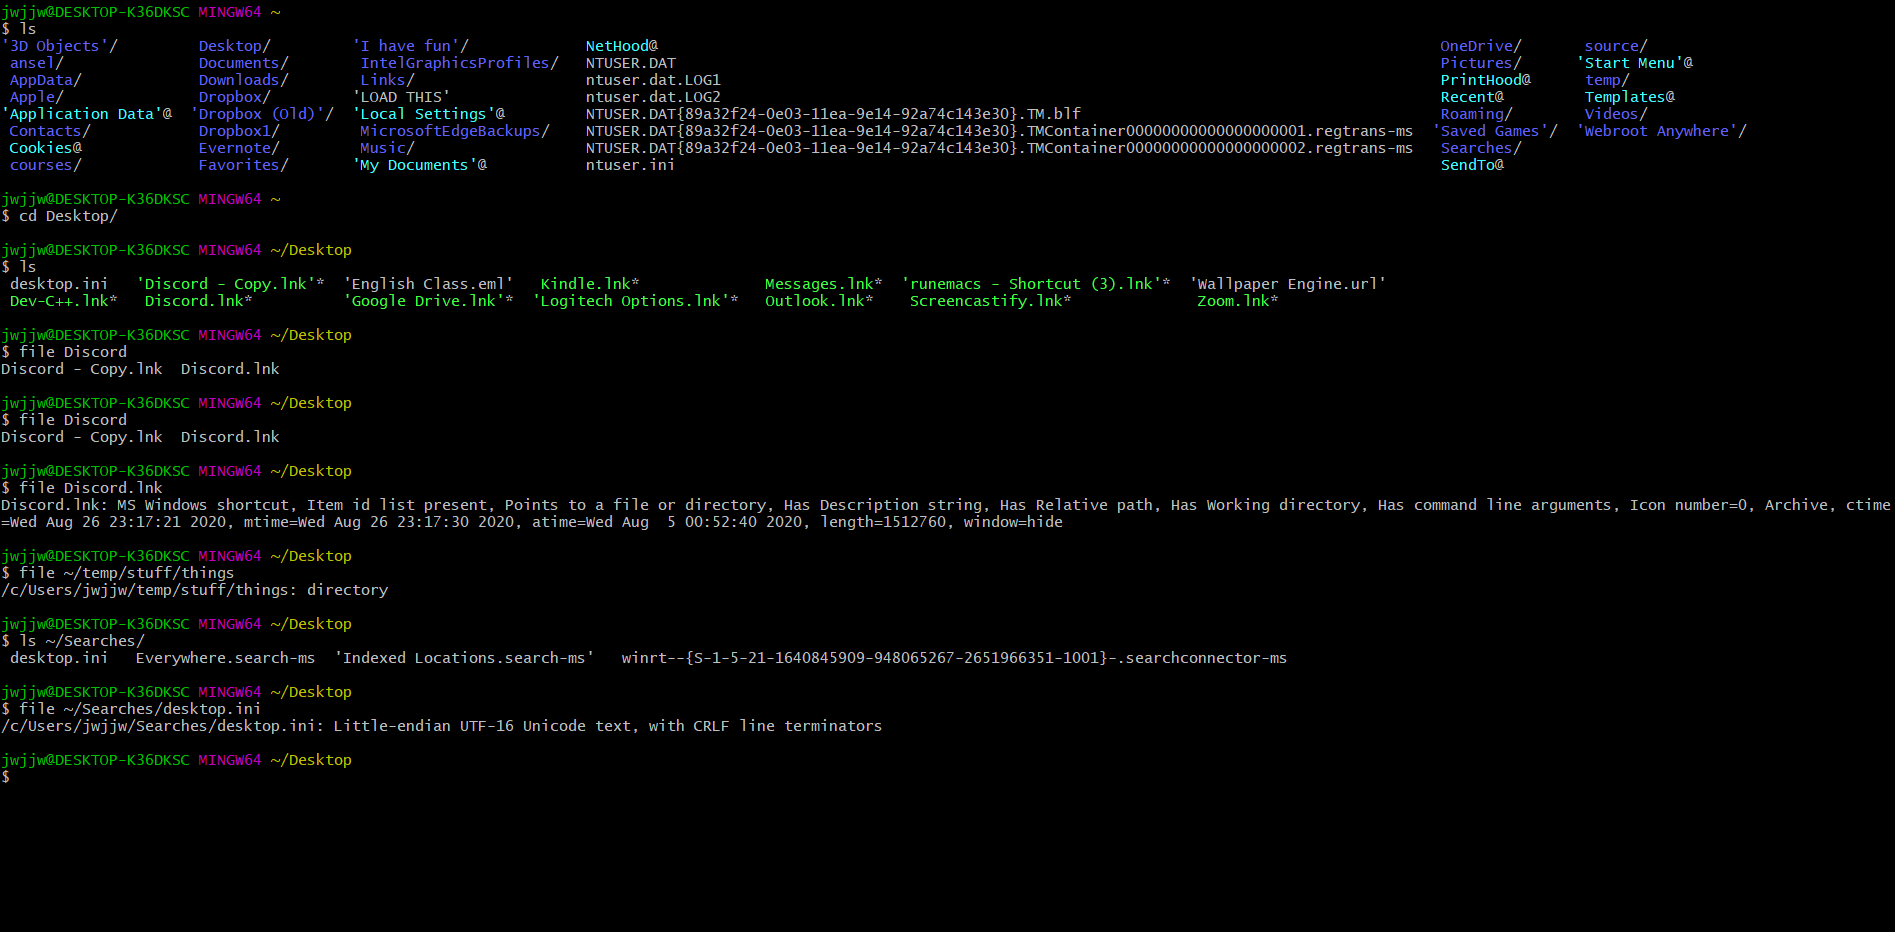 jwjjw@DESKTOP-K36DKSC MINGW64 ~
$ ls
'3D Objects'/ Desktop/ 'I have fun'/ NetHood@ OneDrive/ source/
ansel/ Documents/ IntelGraphicsProfiles/ NTUSER.DAT Pictures/ 'Start Menu'@
AppData/ Downloads/ Links/ ntuser.dat.LOG1 PrintHood@ temp/
Apple/ Dropbox/ 'LOAD THIS' ntuser.dat.LOG2 Recent@ Templates@
'Application Data'@ 'Dropbox (Old)'/ 'Local Settings'@ NTUSER.DAT{89a32f24-0e03-11ea-9e14-92a74c143e30}.TM.blf Roaming/ Videos/
Contacts/ Dropbox1/ MicrosoftEdgeBackups/ NTUSER.DAT{89a32f24-0e03-11ea-9e14-92a74c143e30}.TMContainer00000000000000000001.regtrans-ms 'Saved Games'/ 'Webroot Anywhere'/
Cookies@ Evernote/ Music/ NTUSER.DAT{89a32f24-0e03-11ea-9e14-92a74c143e30}.TMContainer00000000000000000002.regtrans-ms Searches/
courses/ Favorites/ 'My Documents'@ ntuser.ini SendTo@
jwjjw@DESKTOP-K36DKSC MINGW64 ~
$ cd Desktop/
jwjjw@DESKTOP-K36DKSC MINGW64 ~/Desktop
$ ls
desktop.ini 'Discord - Copy.lnk'* 'English Class.eml' Kindle.lnk* Messages.lnk* 'runemacs - Shortcut (3).lnk'* 'Wallpaper Engine.url'
Dev-C++.lnk* Discord.lnk* 'Google Drive.lnk'* 'Logitech Options.lnk'* Outlook.lnk* Screencastify.lnk* Zoom.lnk*
jwjjw@DESKTOP-K36DKSC MINGW64 ~/Desktop
$ file Discord
Discord - Copy.lnk Discord.lnk
jwjjw@DESKTOP-K36DKSC MINGW64 ~/Desktop
$ file Discord
Discord - Copy.lnk Discord.lnk
jwjjw@DESKTOP-K36DKSC MINGW64 ~/Desktop
$ file Discord.lnk
Discord.lnk: MS Windows shortcut, Item id list present, Points to a file or directory, Has Description string, Has Relative path, Has Working directory, Has command line arguments, Icon number=0, Archive, ctime
=Wed Aug 26 23:17:21 2020, mtime=Wed Aug 26 23:17:30 2020, atime=Wed Aug  5 00:52:40 2020, length=1512760, window=hide
jwjjw@DESKTOP-K36DKSC MINGW64 ~/Desktop
$ file ~/temp/stuff/things
/c/Users/jwjjw/temp/stuff/things: directory
jwjjw@DESKTOP-K36DKSC MINGW64 ~/Desktop
$ ls ~/Searches/
desktop.ini Everywhere.search-ms 'Indexed Locations.search-ms' winrt--{S-1-5-21-1640845909-948065267-2651966351-1001}-.searchconnector-ms
jwjjw@DESKTOP-K36DKSC MINGW64 ~/Desktop
$ file ~/Searches/desktop.ini
/c/Users/jwjjw/Searches/desktop.ini: Little-endian UTF-16 Unicode text, with CRLF line terminators
jwjjw@DESKTOP-K36DKSC MINGW64 ~/Desktop
$